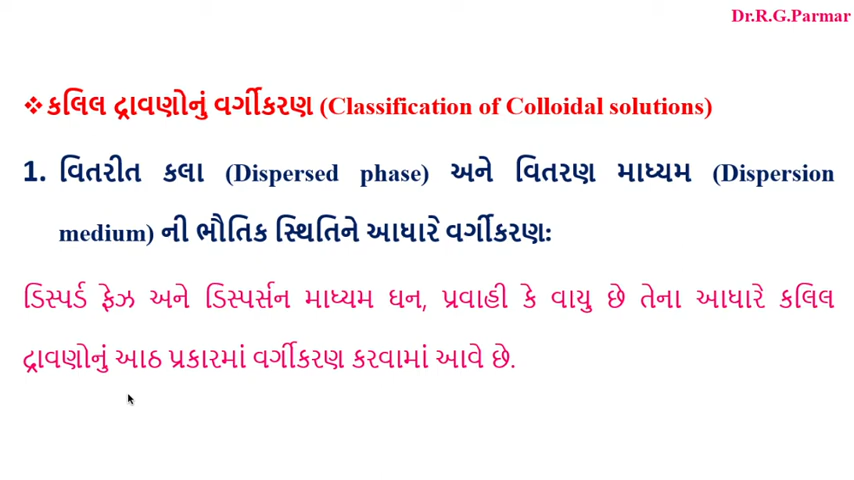 Dr.R.G.Parmar
❖કલિલ દ્રાવણોનું વર્ગીકરણ (Classification of Colloidal solutions)
1. વિતરીત કલા (Dispersed phase) અને વિતરણ માધ્યમ (Dispersion
medium) ની ભૌતિક સ્થિતિને આધારે વર્ગીકરણઃ
ડિસ્પર્ડ ફેઝ અને ડિસ્પર્સન માધ્યમ ઘન, પ્રવાહી કે વાયુ છે તેના આધારે કલિલ
દ્રાવણોનું આઠ પ્રકારમાં વર્ગીકરણ કરવામાં આવે છે.